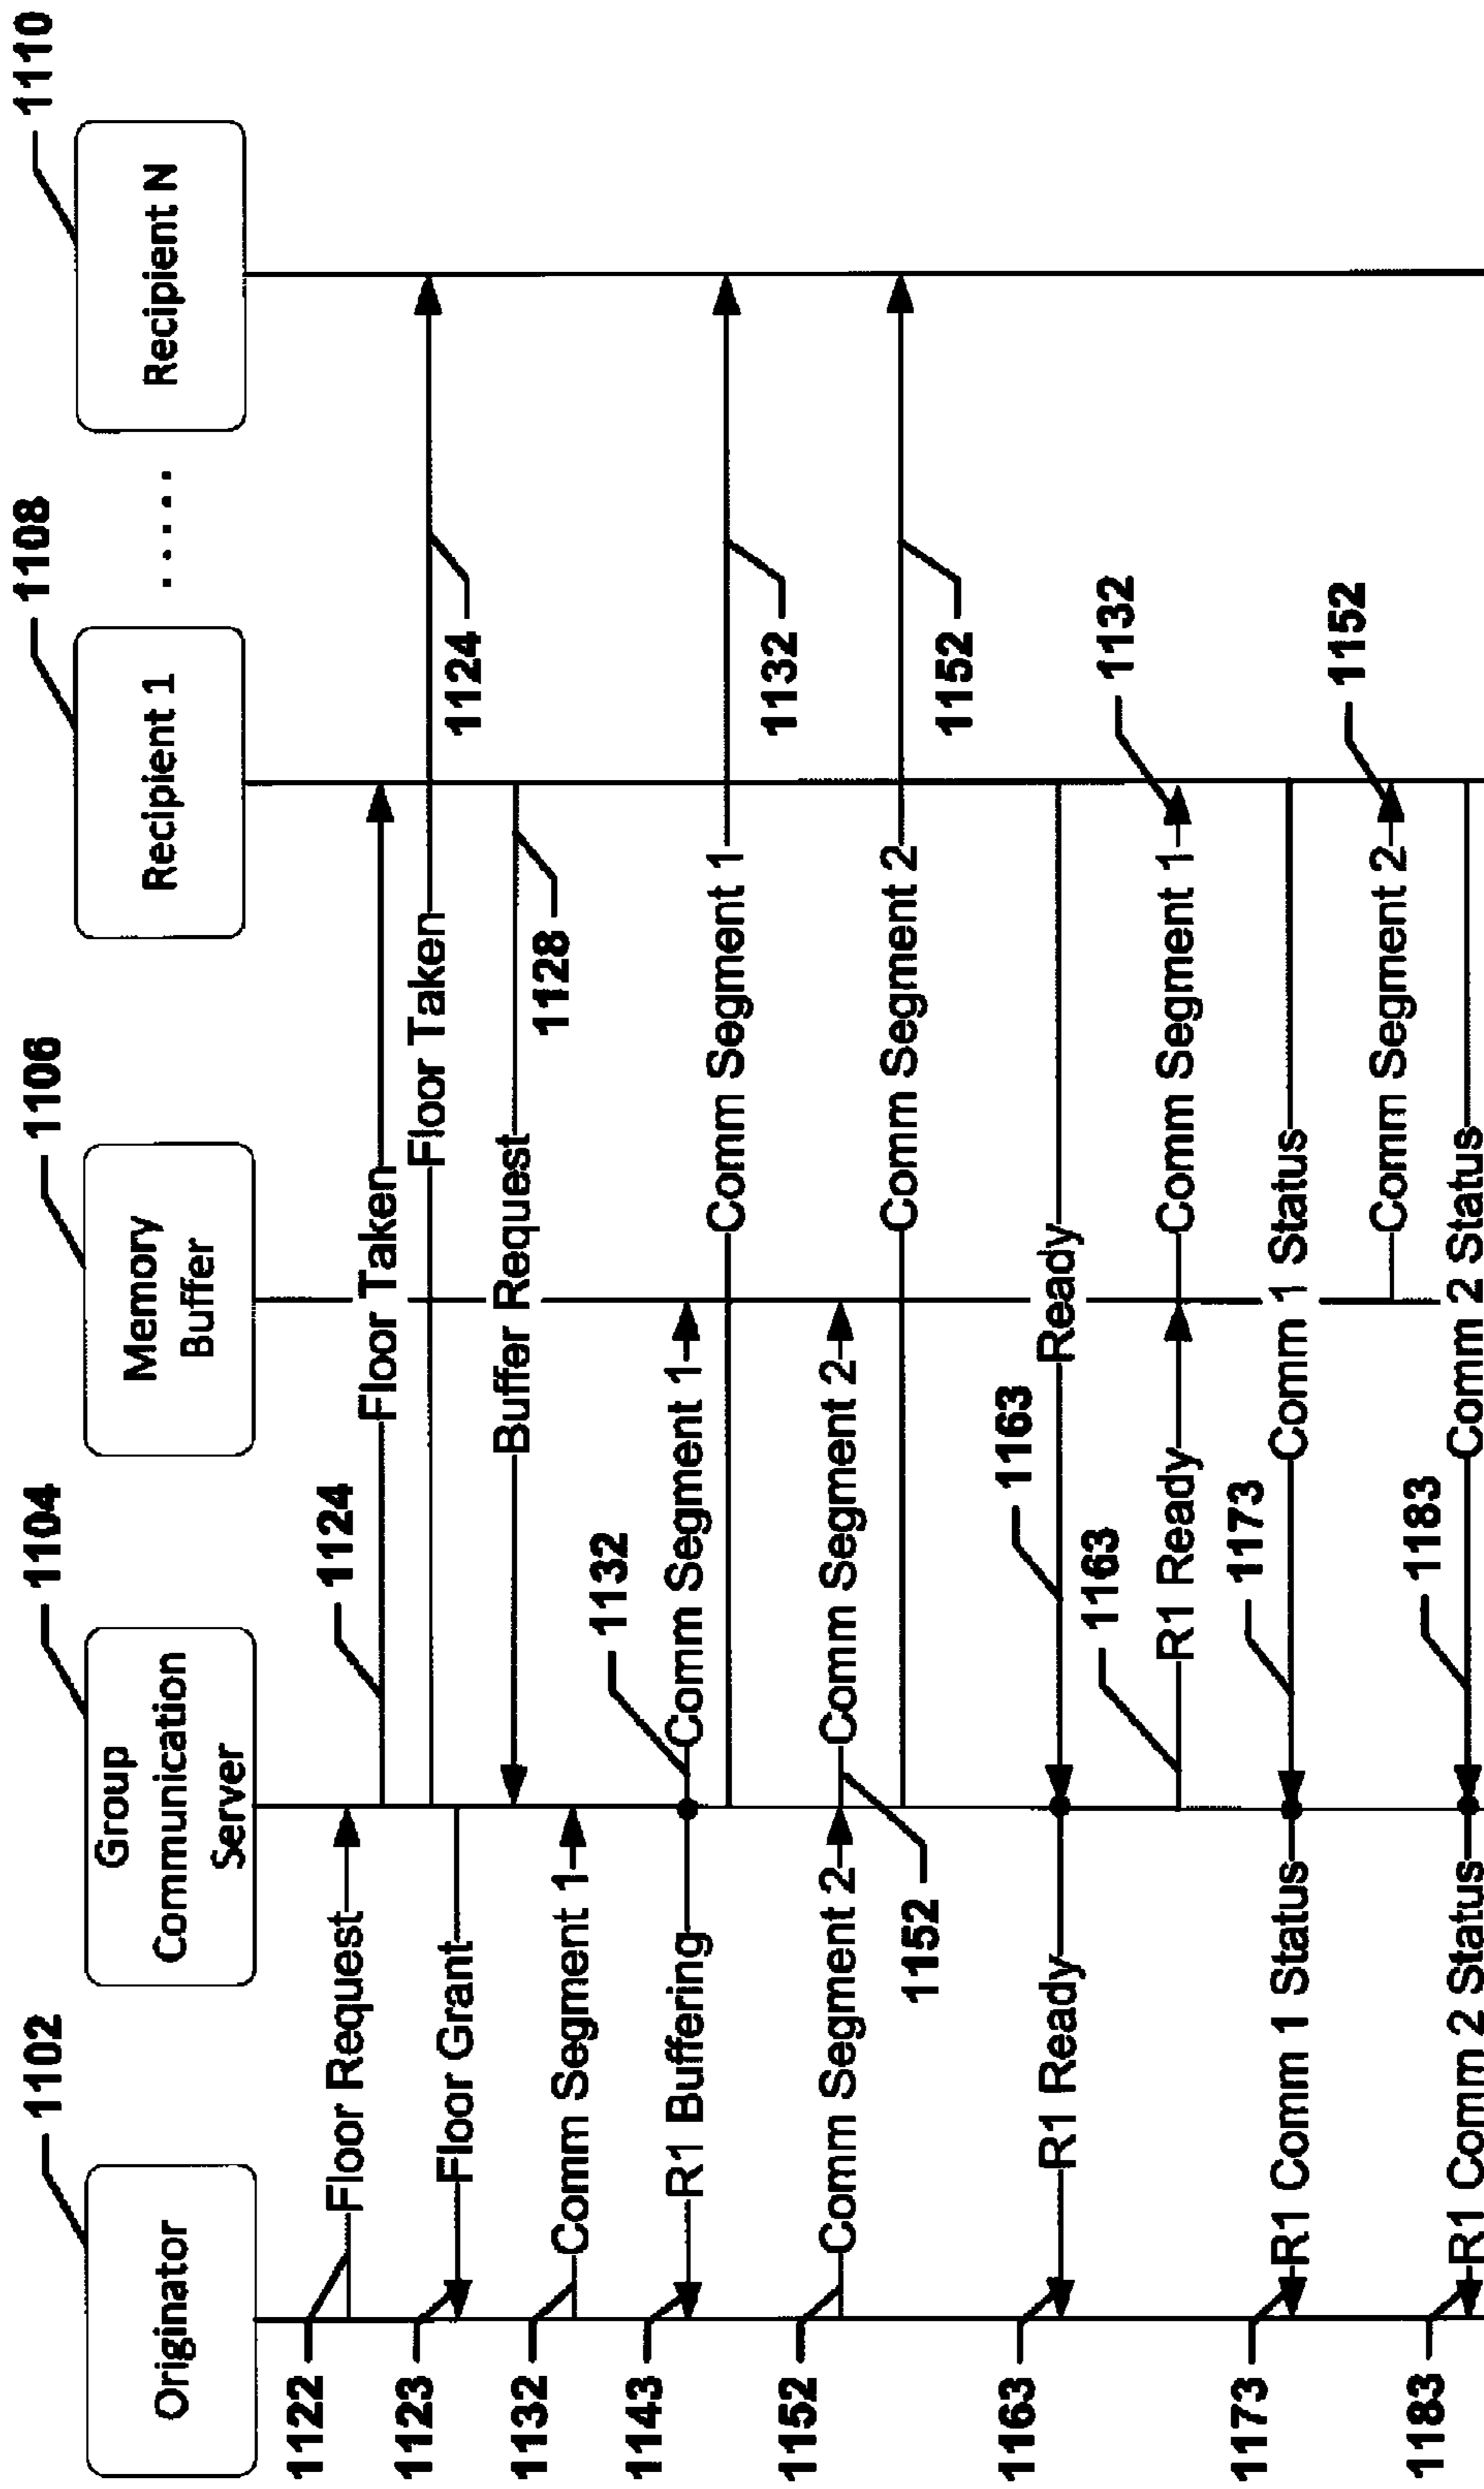 1102
1104
1106
1108
1110
Originator
Group
Communication
Server
Memory
Buffer
Recipient 1
.....
Recipient N
1122
Floor Request
1124
Floor Taken
Floor Taken
1124
1123
Floor Grant
Buffer Request
1128
1132
Comm Segment 1
1132
1143
R1 Buffering
Comm Segment 1
Comm Segment 1
1132
1152
Comm Segment 2
Comm Segment 2
1152
Comm Segment 2
1152
1163
R1 Ready
1163
Ready
1163
R1 Ready
Comm Segment 1
1132
1173
R1 Comm 1 Status
1173
Comm 1 Status
Comm Segment 2
1152
1183
R1 Comm 2 Status
1183
Comm 2 Status